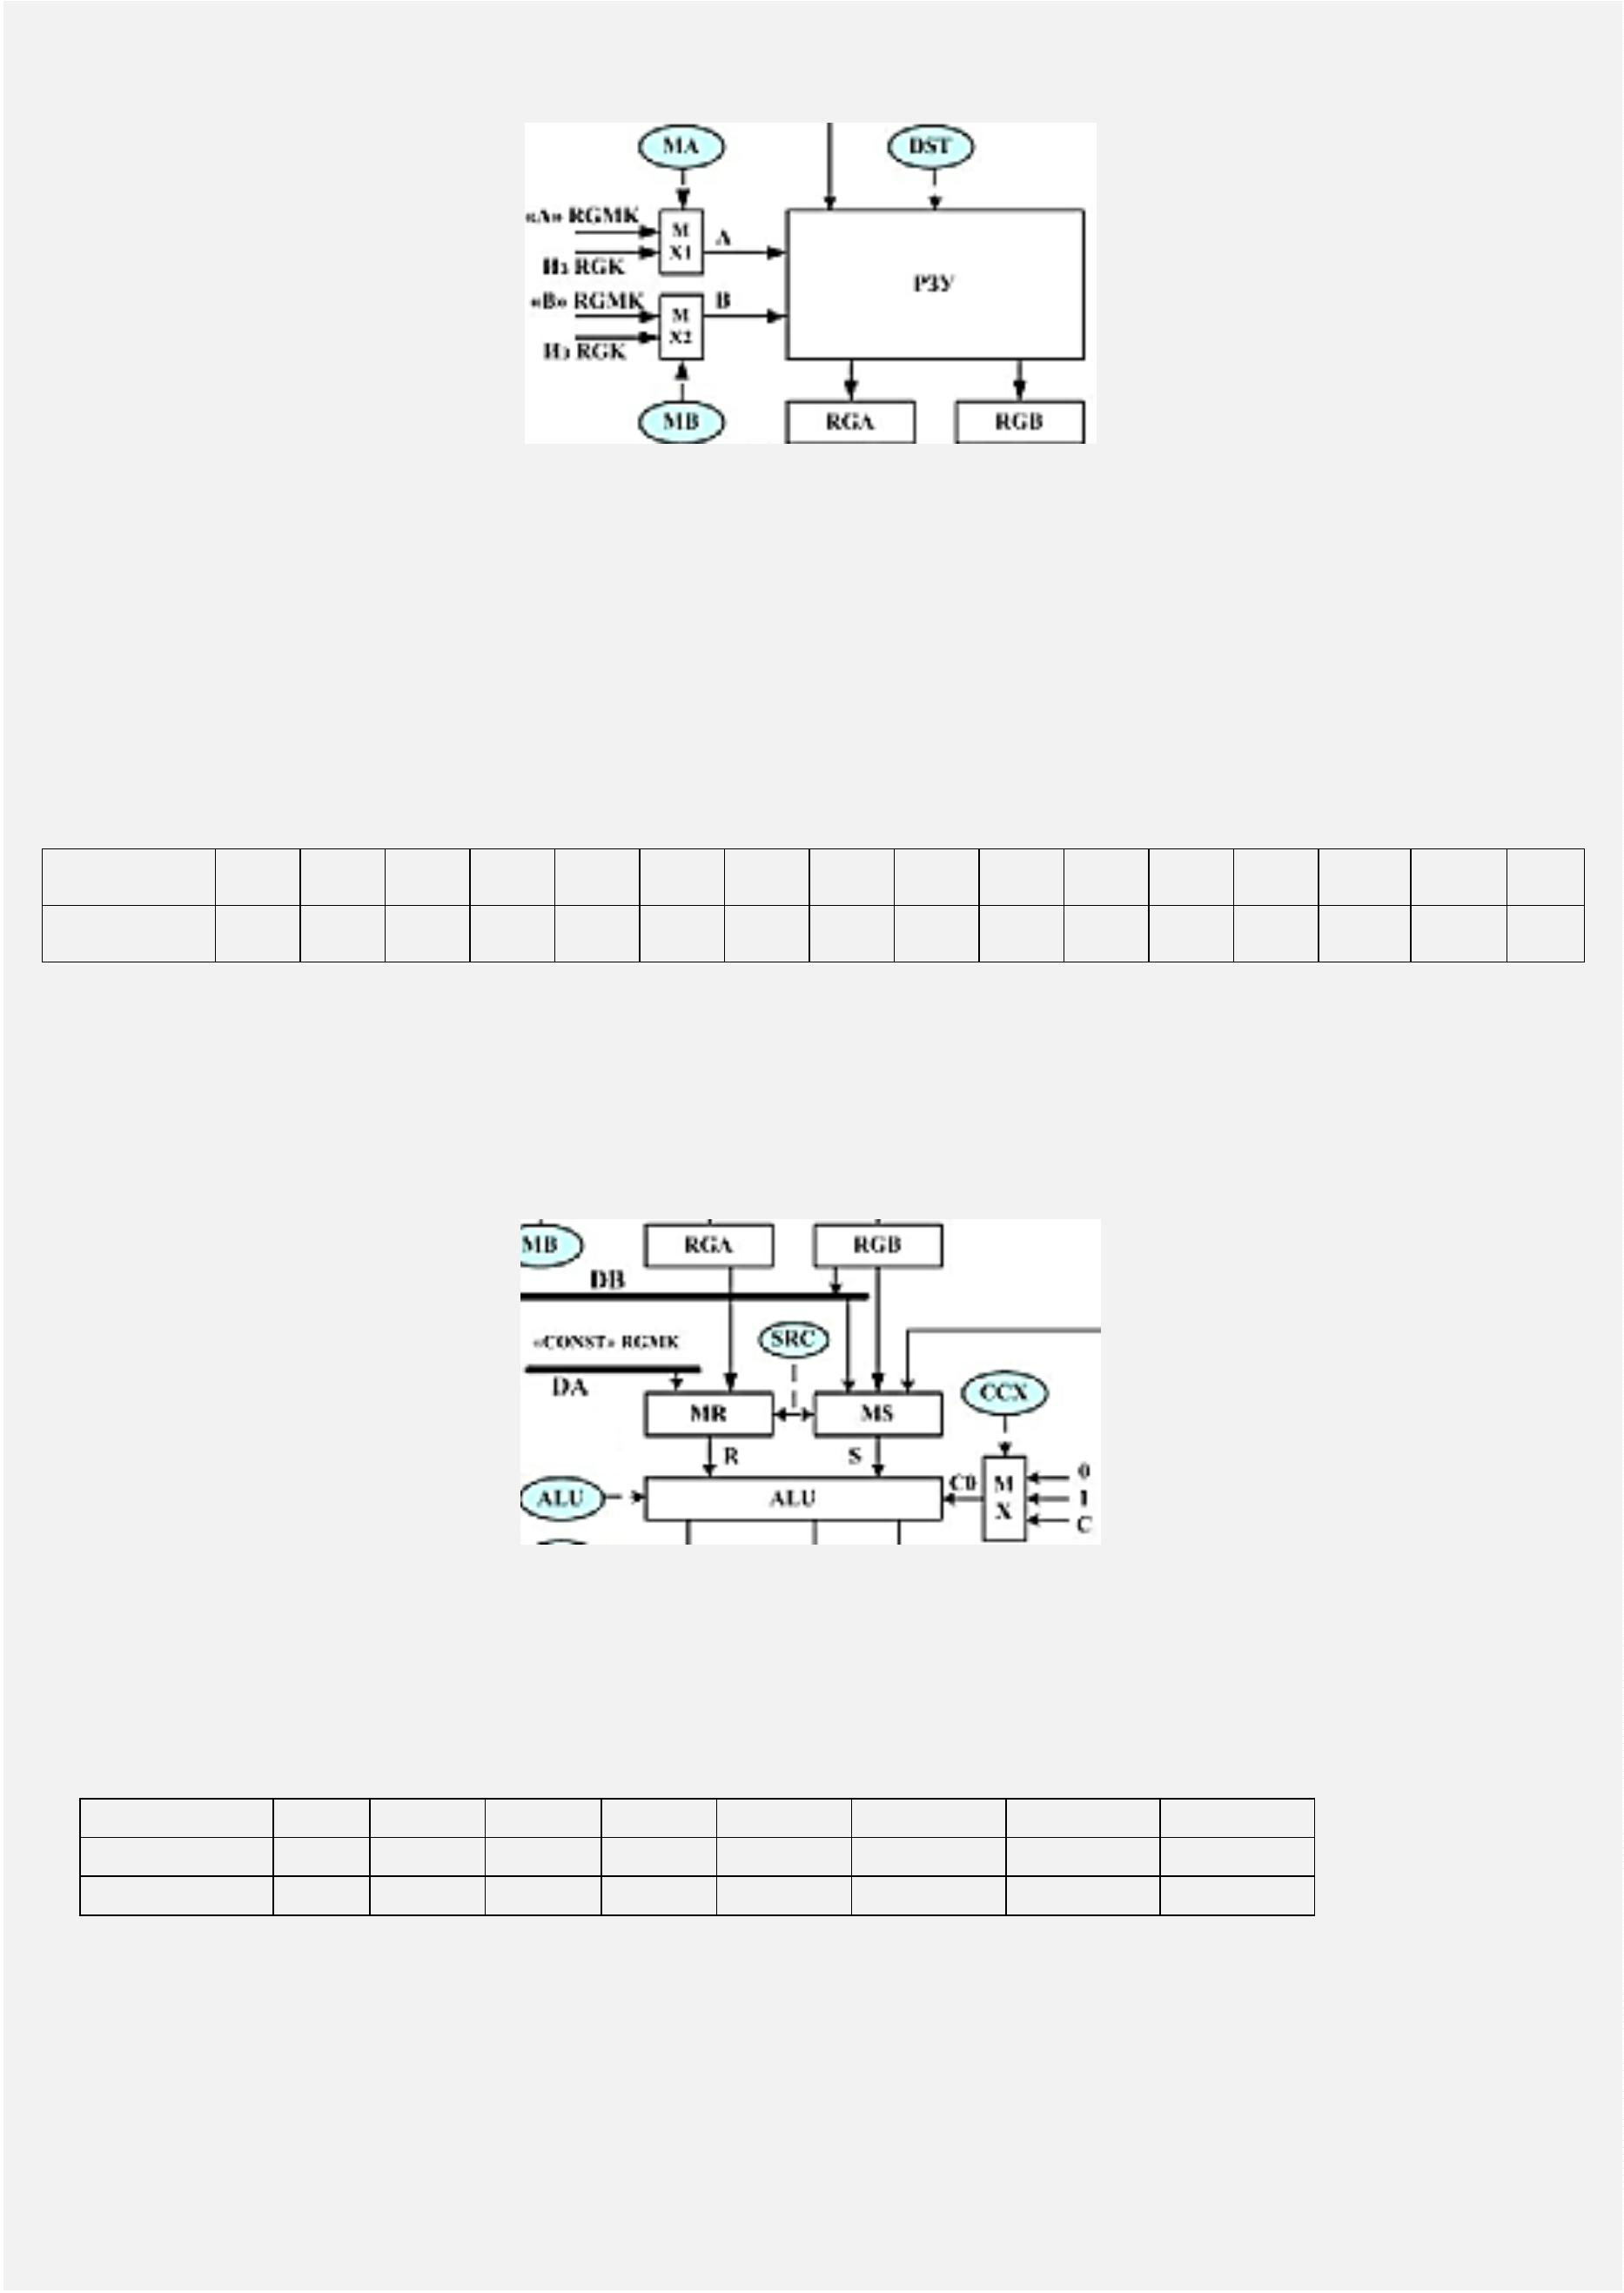 MA
DST
«A» RGMK
M
X1
A
Из RGK
РЗУ
«B» RGMK
M
X2
B
Из RGK
MB
RGA
RGB
MB
RGA
RGB
DB
«CONST» RGMK
SRC
DA
CCX
MR
MS
R
S
ALU
ALU
C0
M
X
0
1
C